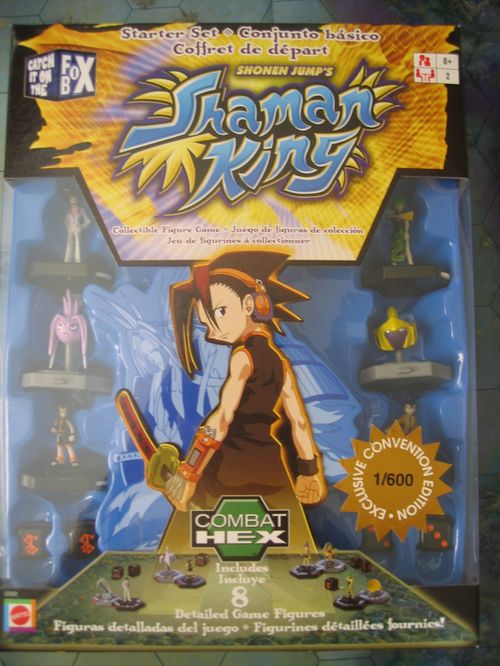 Starter Set • Conjunto básico
Coffret de départ
CATCH IT ON THE
FOX
BOX
8+
2
SHONEN JUMP'S
Shaman
King
Collectible Figure Game • Juego de figuras de colección
Jeu de figurines à collectionner
EXCLUSIVE CONVENTION EDITION •
1/600
COMBAT
HEX
Includes
Incluye
8
Detailed Game Figures
Figuras detalladas del juego • Figurines détaillées fournies!
MATTEL